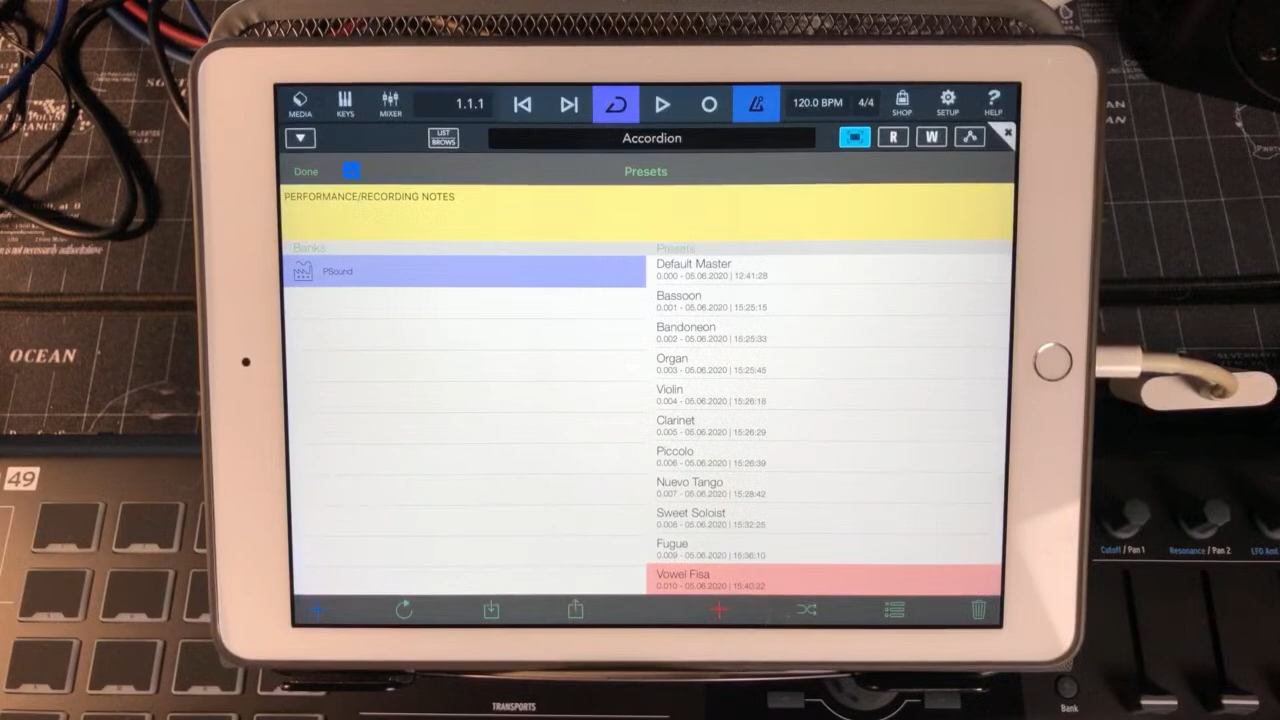 MEDIA
KEYS
MIXER
1.1.1
120.0 BPM
4/4
SHOP
SETUP
HELP
LIST
BROWS
Accordion
R
W
Done
Presets
PERFORMANCE/RECORDING NOTES
Banks
Presets
PSound
Default Master
0.000 - 05.06.2020 | 12:41:28
Bassoon
0.001 - 05.06.2020 | 15:25:15
Bandoneon
0.002 - 05.06.2020 | 15:25:33
Organ
0.003 - 05.06.2020 | 15:25:45
Violin
0.004 - 05.06.2020 | 15:26:18
Clarinet
0.005 - 05.06.2020 | 15:26:29
Piccolo
0.006 - 05.06.2020 | 15:26:39
Nuevo Tango
0.007 - 05.06.2020 | 15:28:42
Sweet Soloist
0.008 - 05.06.2020 | 15:32:25
Fugue
0.009 - 05.06.2020 | 15:36:10
Vowel Fisa
0.010 - 05.06.2020 | 15:40:22
OCEAN
49
Cutoff / Pan 1
Resonance / Pan 2
TRANSPORTS
Bank